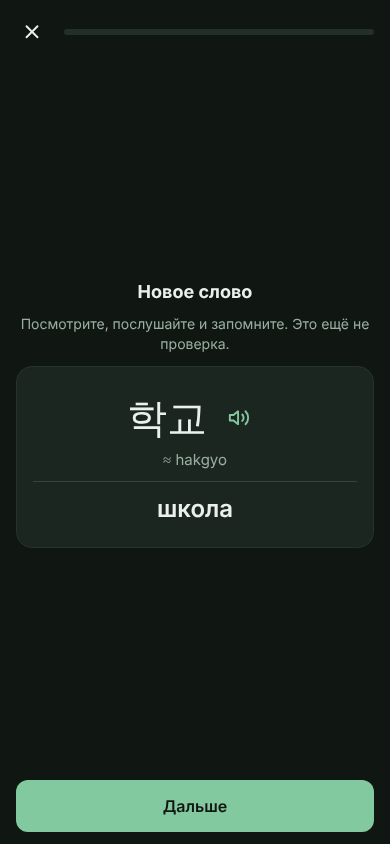 Новое слово
Посмотрите, послушайте и запомните. Это ещё не
проверка.
학교
≈ hakgyo
школа
Дальше